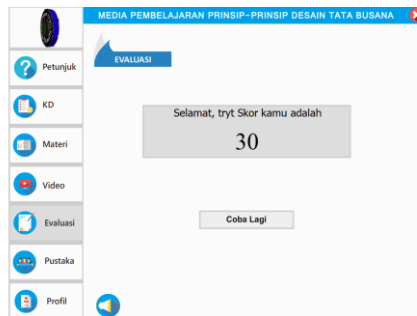 MEDIA PEMBELAJARAN PRINSIP-PRINSIP DESAIN TATA BUSANA
EVALUASI
Petunjuk
KD
Materi
Video
Evaluasi
Pustaka
Profil
Selamat, tryt Skor kamu adalah
30
Coba Lagi